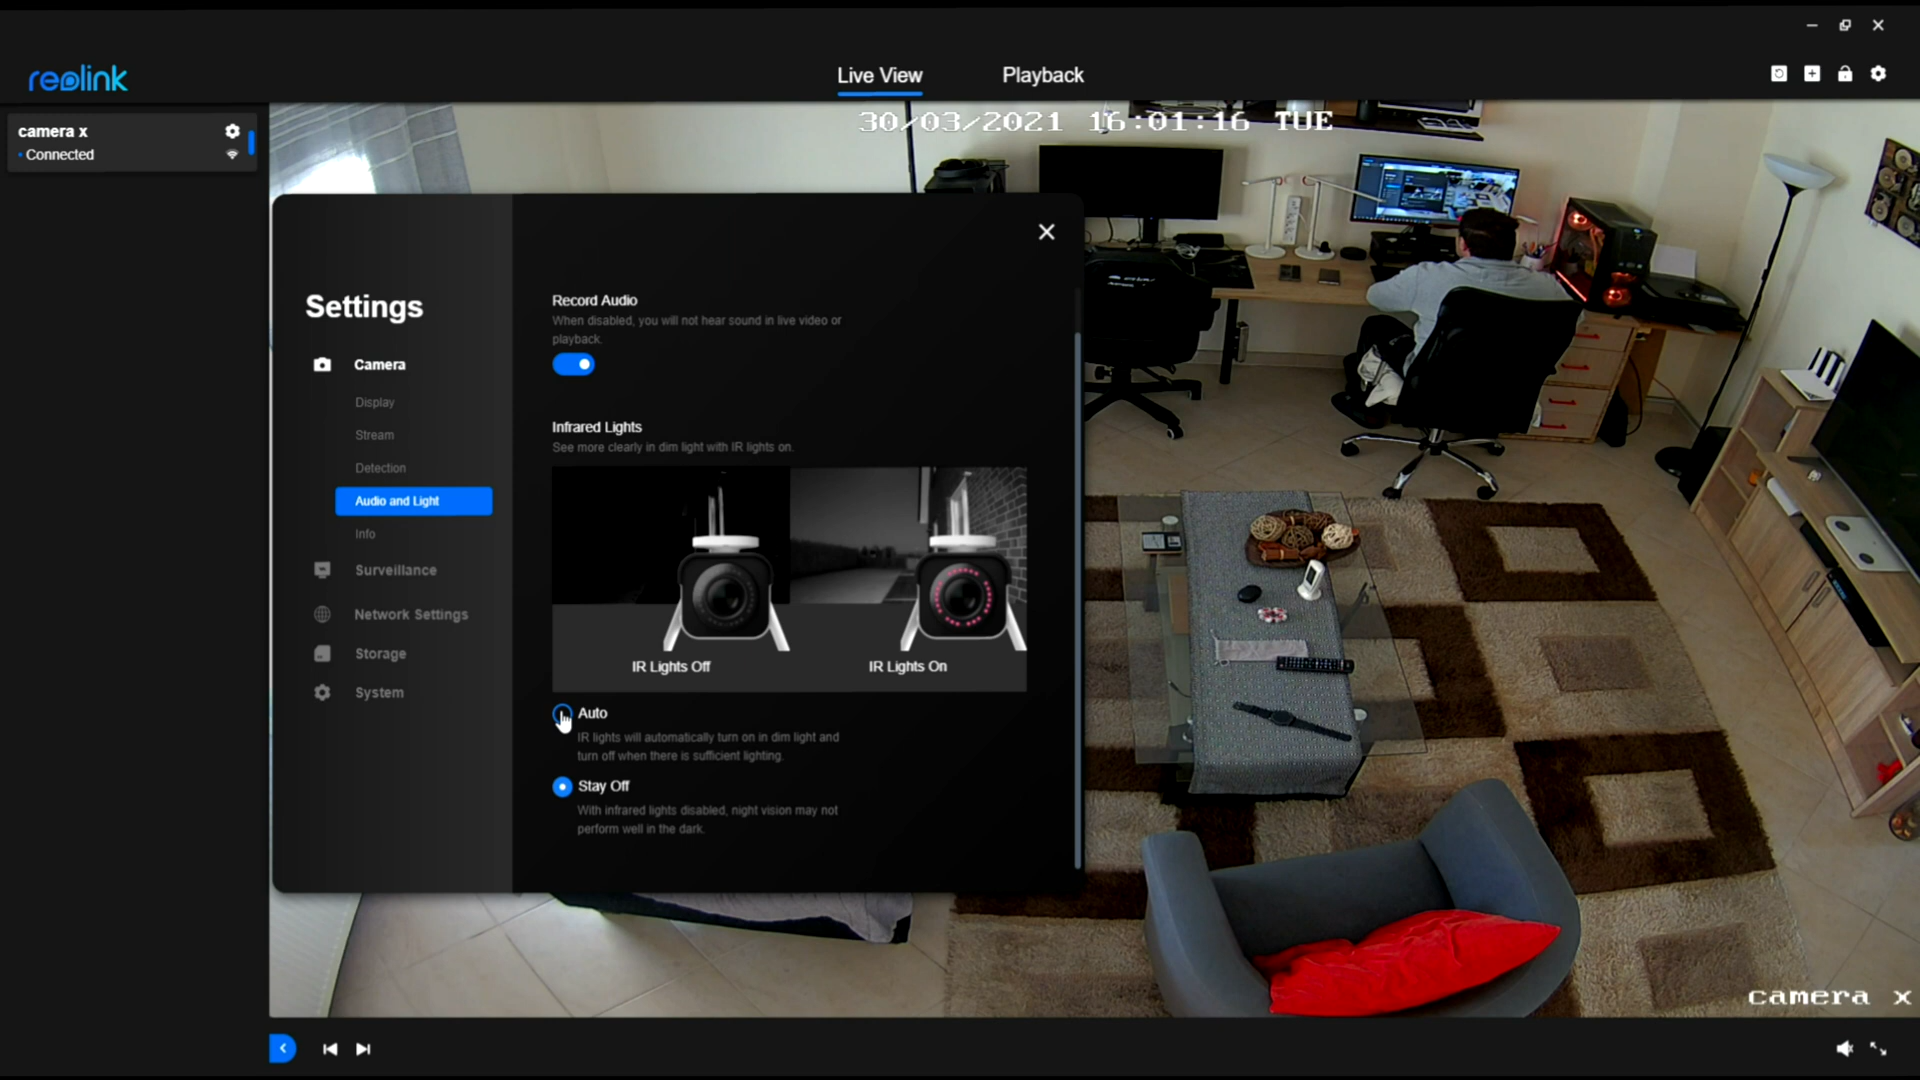 reolink
Live View
Playback
camera x
Connected
30/03/2021 16:01:16 TUE
Settings
Camera
Display
Stream
Detection
Audio and Light
Info
Surveillance
Network Settings
Storage
System
Record Audio
When disabled, you will not hear sound in live video or
playback.
Infrared Lights
See more clearly in dim light with IR lights on.
IR Lights Off
IR Lights On
Auto
IR lights will automatically turn on in dim light and
turn off when there is sufficient lighting.
Stay Off
With infrared lights disabled, night vision may not
perform well in the dark.
camera x